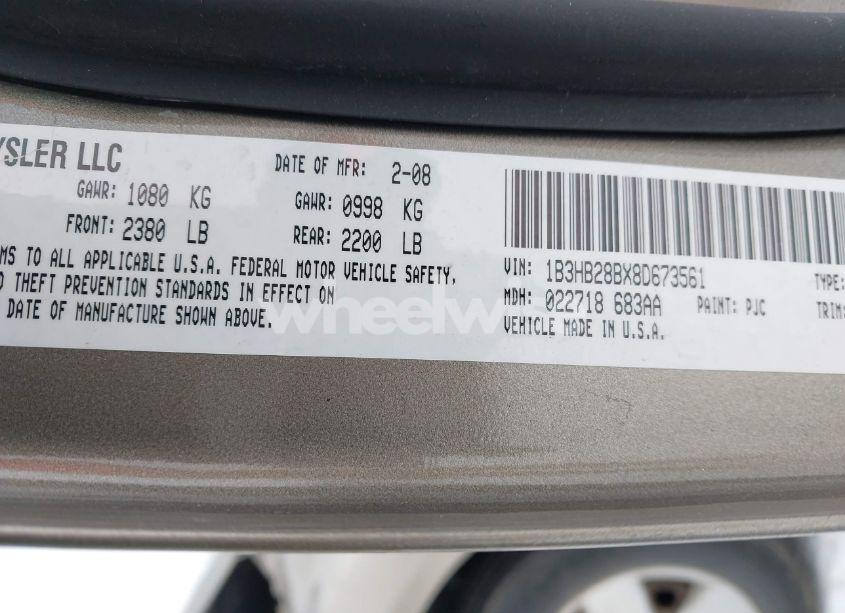 YSLER LLC
DATE OF MFR: 2-08
GAWR: 1080 KG
GAWR: 0998 KG
FRONT: 2380 LB
REAR: 2200 LB
MS TO ALL APPLICABLE U.S.A. FEDERAL MOTOR VEHICLE SAFETY,
THEFT PREVENTION STANDARDS IN EFFECT ON
DATE OF MANUFACTURE SHOWN ABOVE.
VIN: 1B3HB28BX8D673561
TYPE:
MDH: 022718 683AA
PAINT: PJC
TRIM:
VEHICLE MADE IN U.S.A.